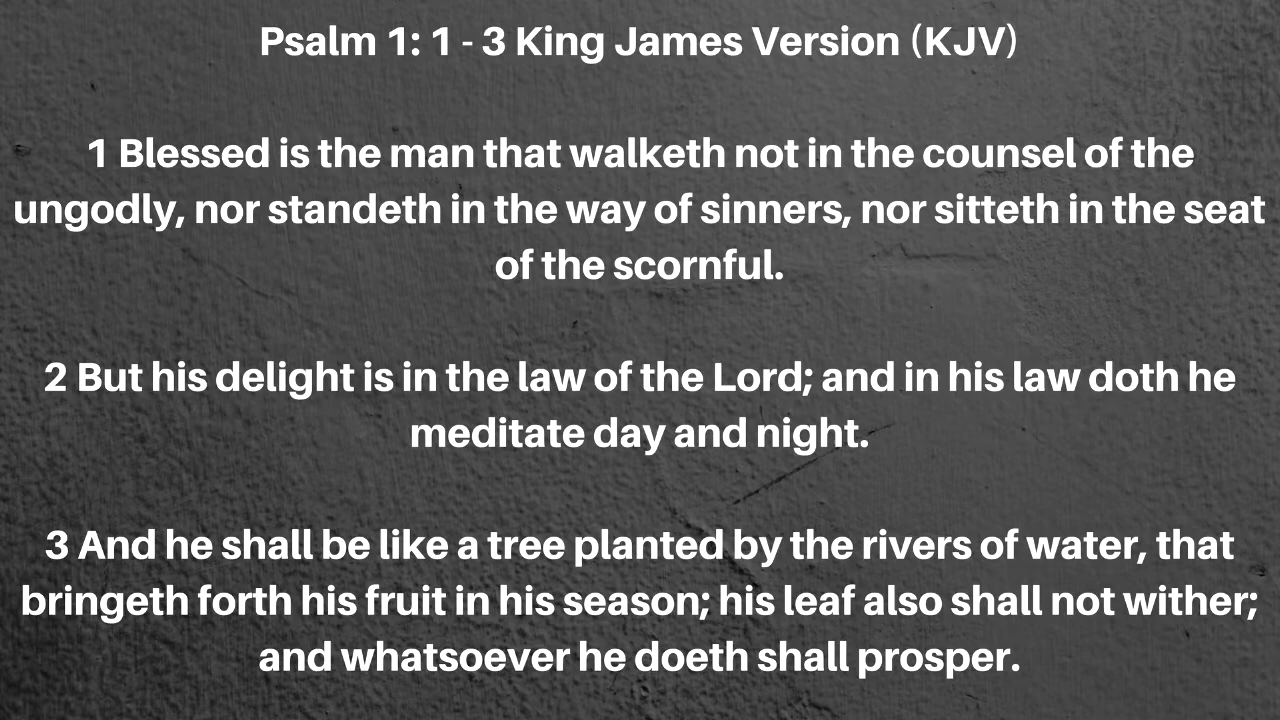 Psalm 1: 1 - 3 King James Version (KJV)
1 Blessed is the man that walketh not in the counsel of the
ungodly, nor standeth in the way of sinners, nor sitteth in the seat
of the scornful.
2 But his delight is in the law of the Lord; and in his law doth he
meditate day and night.
3 And he shall be like a tree planted by the rivers of water, that
bringeth forth his fruit in his season; his leaf also shall not wither;
and whatsoever he doeth shall prosper.